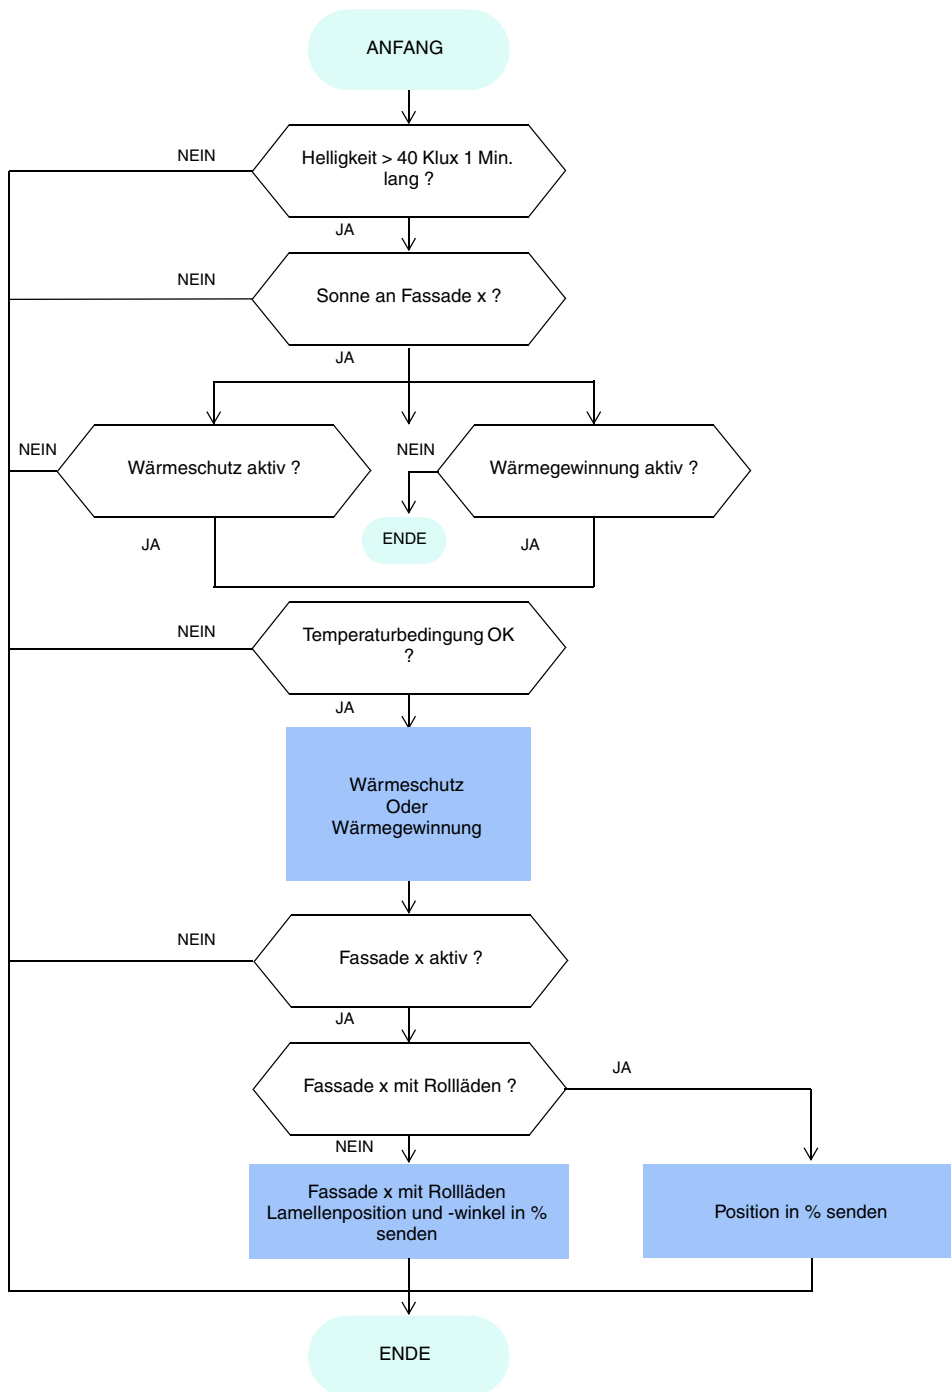 ANFANG
NEIN
Helligkeit > 40 Klux 1 Min.
lang ?
JA
NEIN
Sonne an Fassade x ?
JA
NEIN
Wärmeschutz aktiv ?
NEIN
Wärmegewinnung aktiv ?
JA
ENDE
JA
NEIN
Temperaturbedingung OK
?
JA
Wärmeschutz
Oder
Wärmegewinnung
NEIN
Fassade x aktiv ?
JA
Fassade x mit Rollläden ?
JA
NEIN
Fassade x mit Rollläden
Lamellenposition und -winkel in %
senden
Position in % senden
ENDE